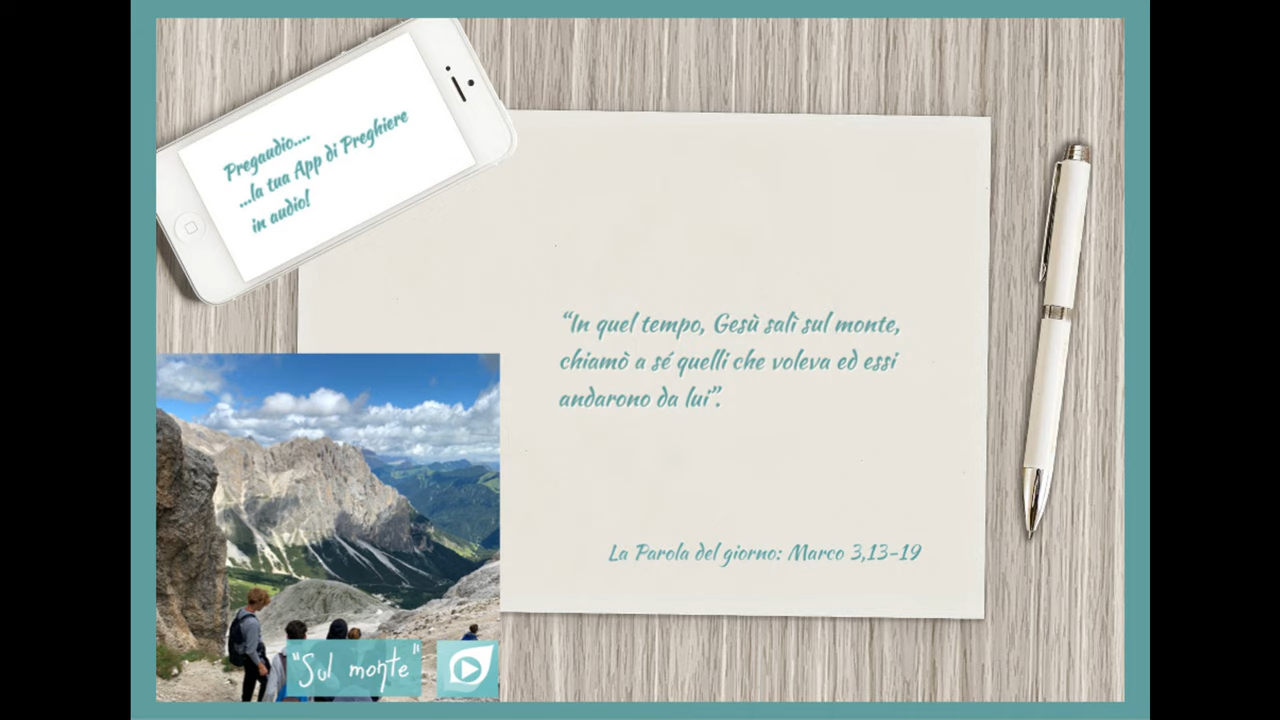 Pregaudio....
...la tua App di Preghiere
in audio!
“In quel tempo, Gesù salì sul monte,
chiamò a sé quelli che voleva ed essi
andarono da lui”.
La Parola del giorno: Marco 3,13-19
"Sul monte"